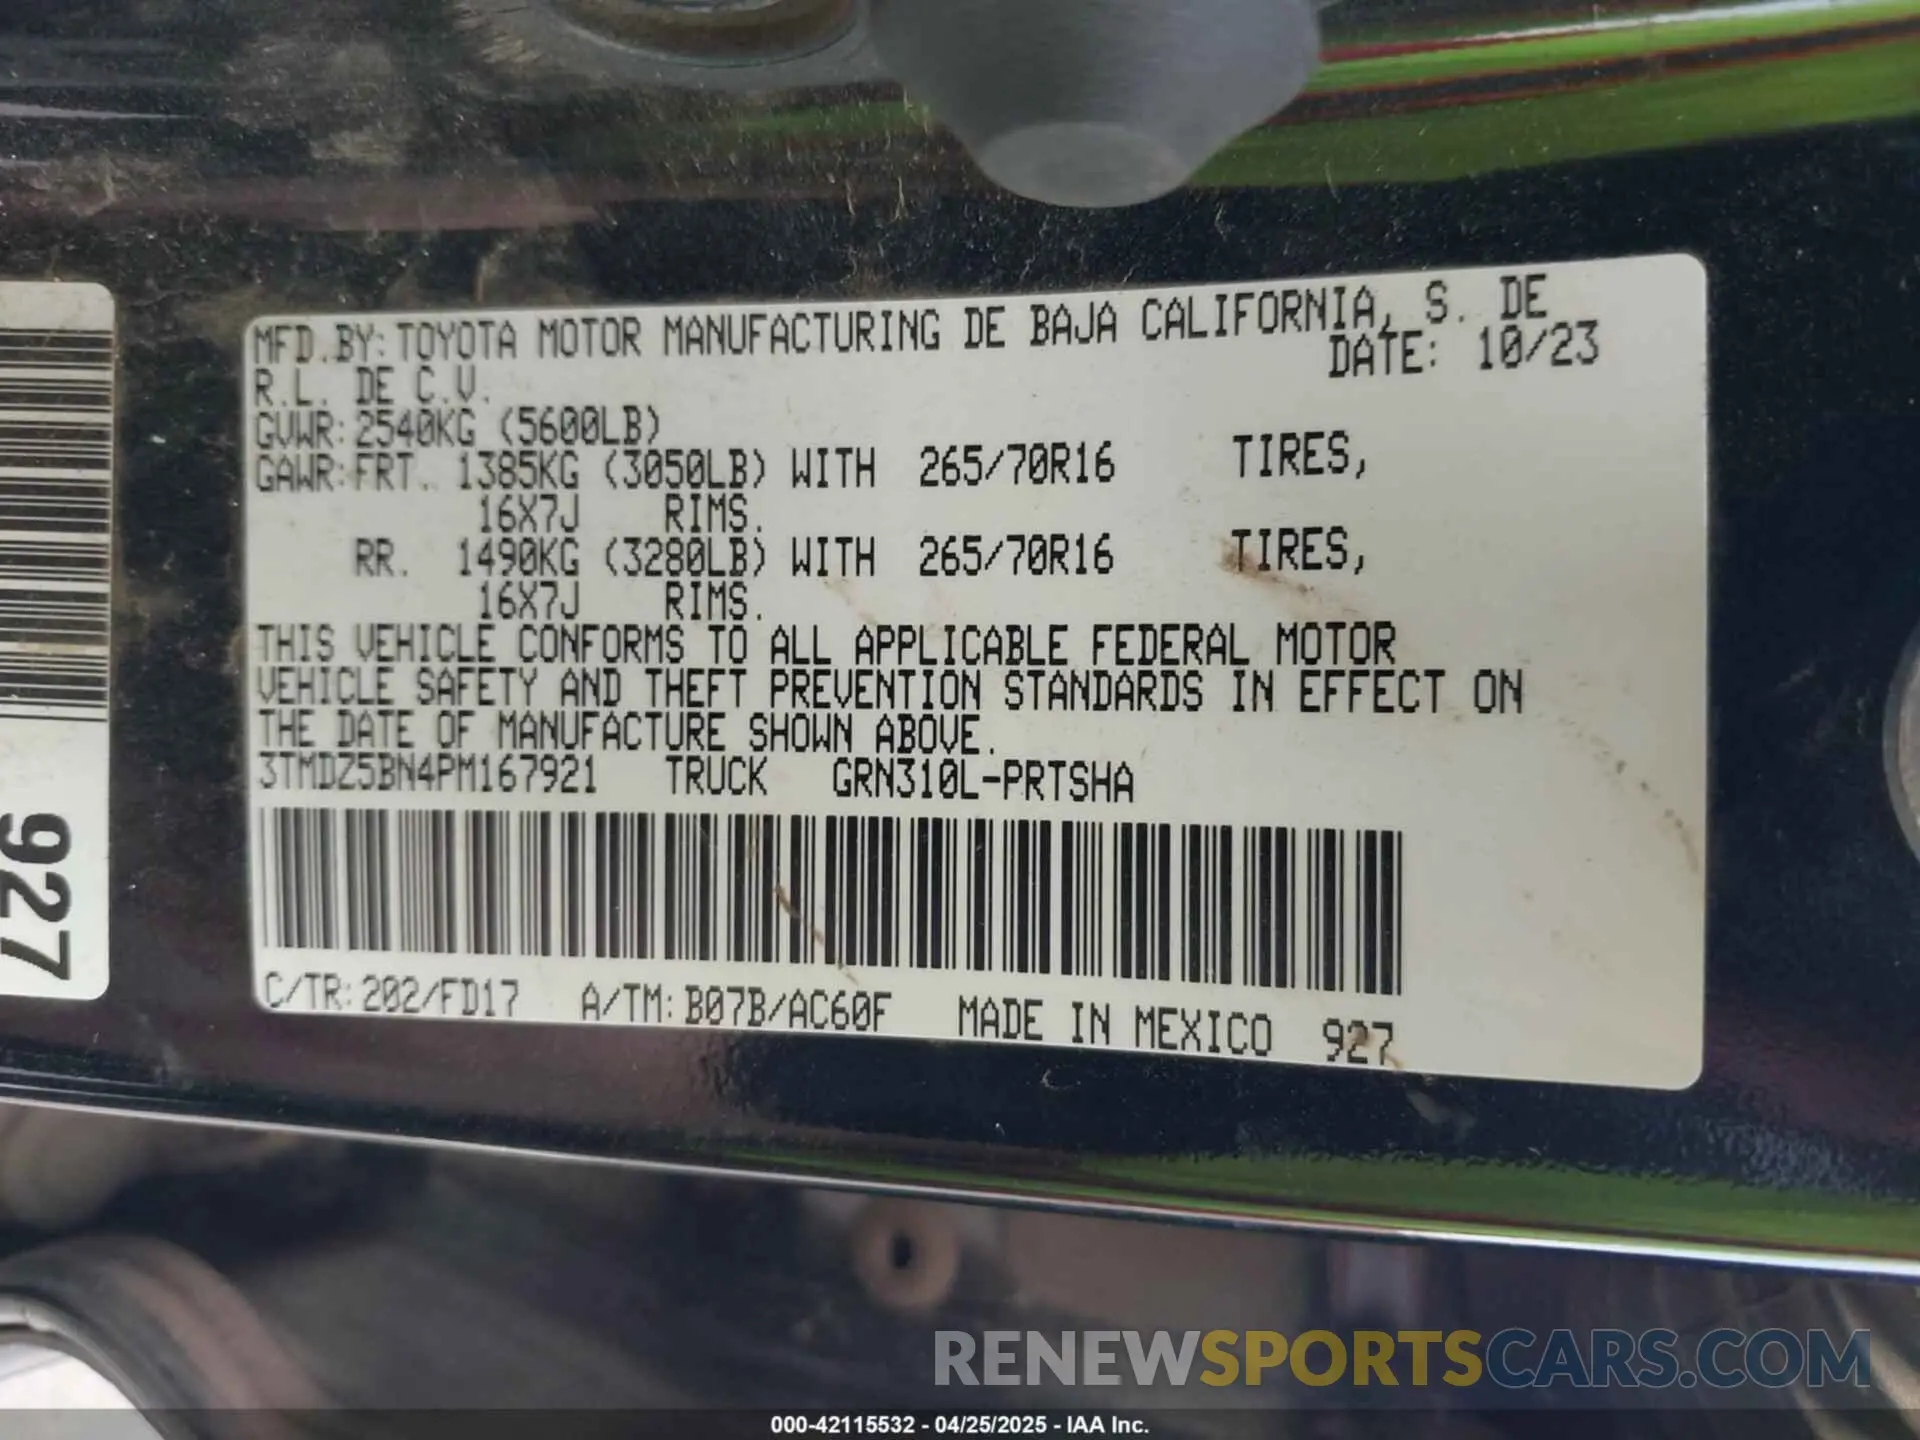 MFD.BY: TOYOTA MOTOR MANUFACTURING DE BAJA CALIFORNIA, S. DE
R.L. DE C.V.
DATE: 10/23
GVWR: 2540KG (5600LB)
GAWR: FRT. 1385KG (3050LB) WITH 265/70R16 TIRES,
16X7J RIMS.
RR. 1490KG (3280LB) WITH 265/70R16 TIRES,
16X7J RIMS.
THIS VEHICLE CONFORMS TO ALL APPLICABLE FEDERAL MOTOR
VEHICLE SAFETY AND THEFT PREVENTION STANDARDS IN EFFECT ON
THE DATE OF MANUFACTURE SHOWN ABOVE.
3TMDZ5BN4PM167921 TRUCK GRN310L-PRTSHA
C/TR: 202/FD17 A/TM: B07B/AC60F MADE IN MEXICO 927
927
RENEWSPORTSCARS.COM
000-42115532 - 04/25/2025 - IAA Inc.